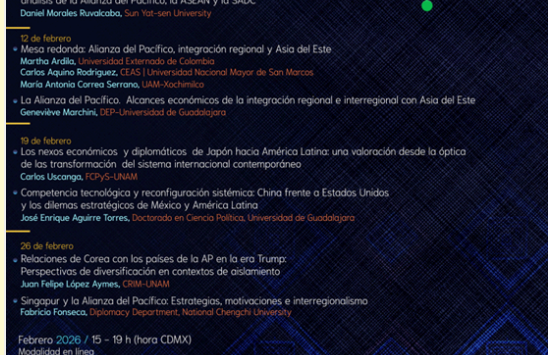 análisis de la Alianza del Pacífico, la ASEAN y la SADC
Daniel Morales Ruvalcaba, Sun Yat-sen University
12 de febrero
Mesa redonda: Alianza del Pacífico, integración regional y Asia del Este
Martha Ardila, Universidad Externado de Colombia
Carlos Aquino Rodríguez, CEAS | Universidad Nacional Mayor de San Marcos
María Antonia Correa Serrano, UAM-Xochimilco
La Alianza del Pacífico. Alcances económicos de la integración regional e interregional con Asia del Este
Geneviève Marchini, DEP-Universidad de Guadalajara
19 de febrero
Los nexos económicos y diplomáticos de Japón hacia América Latina: una valoración desde la óptica
de las transformación del sistema internacional contemporáneo
Carlos Uscanga, FCPyS-UNAM
Competencia tecnológica y reconfiguración sistémica: China frente a Estados Unidos
y los dilemas estratégicos de México y América Latina
José Enrique Aguirre Torres, Doctorado en Ciencia Política, Universidad de Guadalajara
26 de febrero
Relaciones de Corea con los países de la AP en la era Trump:
Perspectivas de diversificación en contextos de aislamiento
Juan Felipe López Aymes, CRIM-UNAM
Singapur y la Alianza del Pacífico: Estrategias, motivaciones e interregionalismo
Fabricio Fonseca, Diplomacy Department, National Chengchi University
Febrero 2026 / 15 - 19 h (hora CDMX)
Modalidad en línea